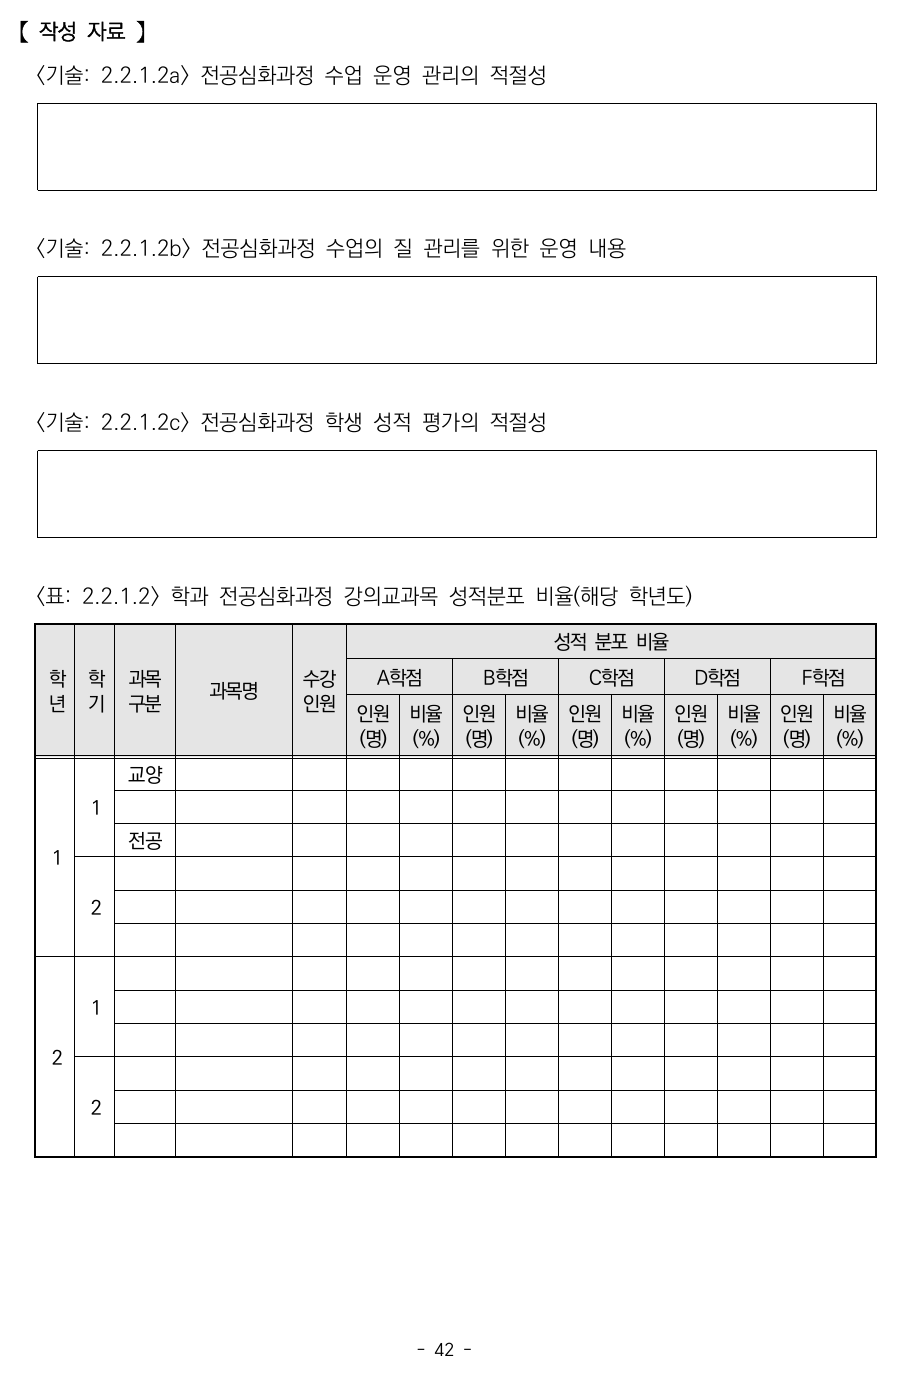 【 작성 자료 】
〈기술: 2.2.1.2a〉 전공심화과정 수업 운영 관리의 적절성
〈기술: 2.2.1.2b〉 전공심화과정 수업의 질 관리를 위한 운영 내용
〈기술: 2.2.1.2c〉 전공심화과정 학생 성적 평가의 적절성
〈표: 2.2.1.2〉 학과 전공심화과정 강의교과목 성적분포 비율(해당 학년도)
학년 학기 과목구분 과목명 수강인원 성적 분포 비율
A학점 B학점 C학점 D학점 F학점
인원(명) 비율(%) 인원(명) 비율(%) 인원(명) 비율(%) 인원(명) 비율(%) 인원(명) 비율(%)
1 1 교양
전공
2
2 1
2
- 42 -